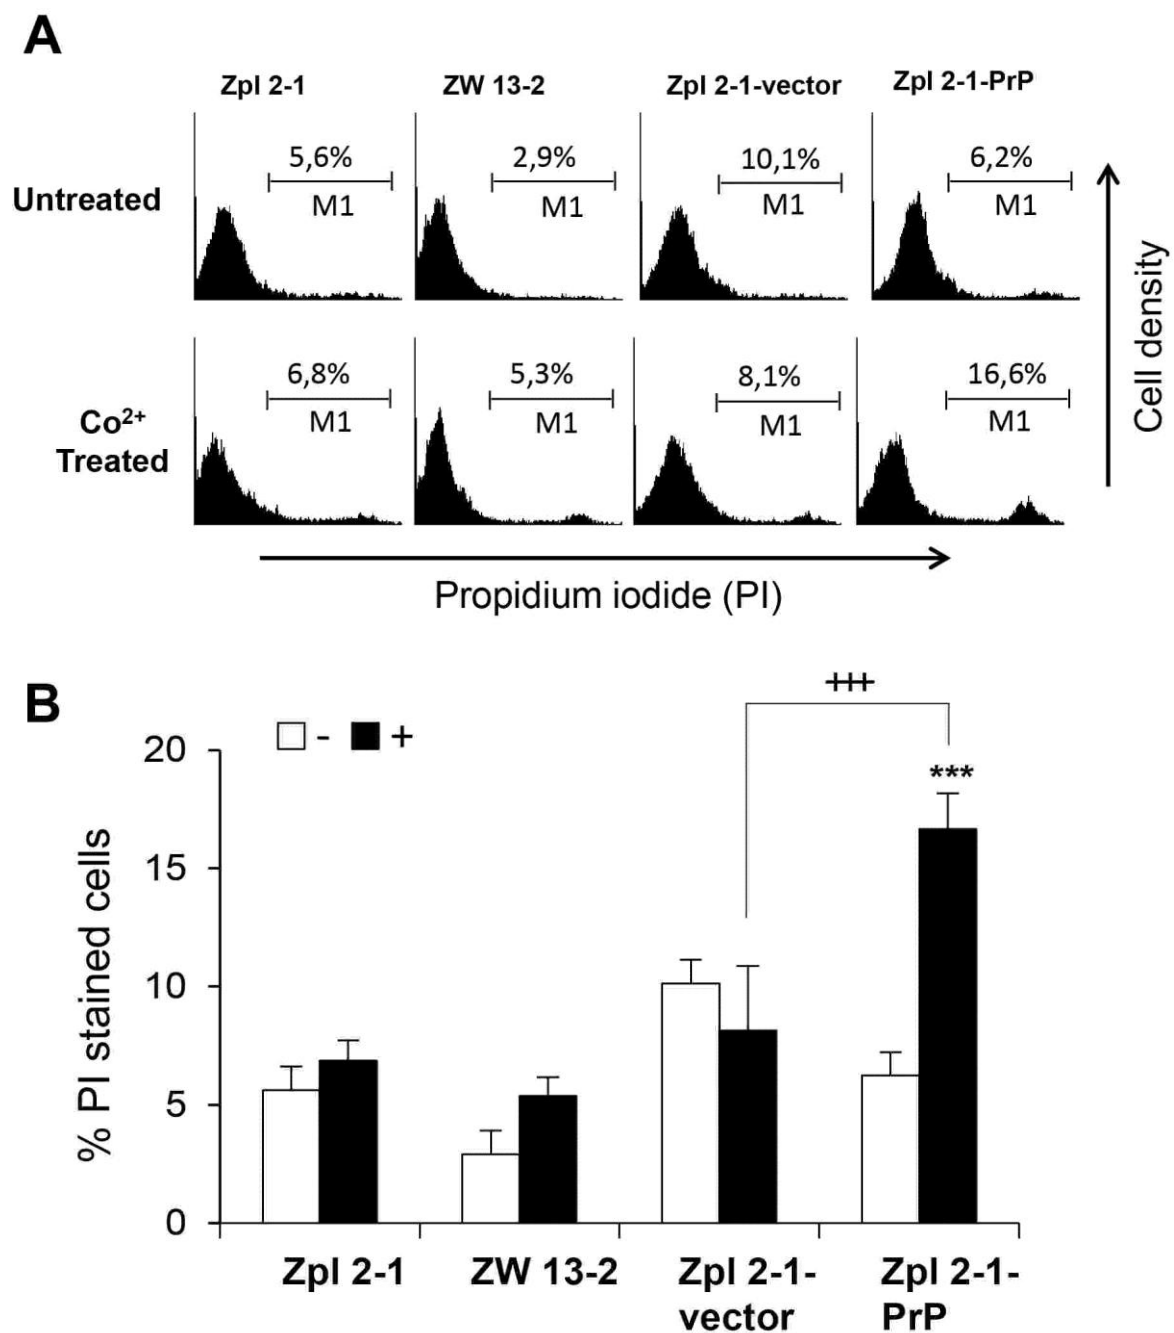 A
Zpl 2-1 ZW 13-2 Zpl 2-1-vector Zpl 2-1-PrP
Untreated
5,6% 2,9% 10,1% 6,2%
M1 M1 M1 M1
Cell density
Co²⁺
Treated
6,8% 5,3% 8,1% 16,6%
M1 M1 M1 M1
Propidium iodide (PI)
B
- +
ⵐ
***
% PI stained cells
20
15
10
5
0
Zpl 2-1 ZW 13-2 Zpl 2-1- Zpl 2-1-
vector PrP